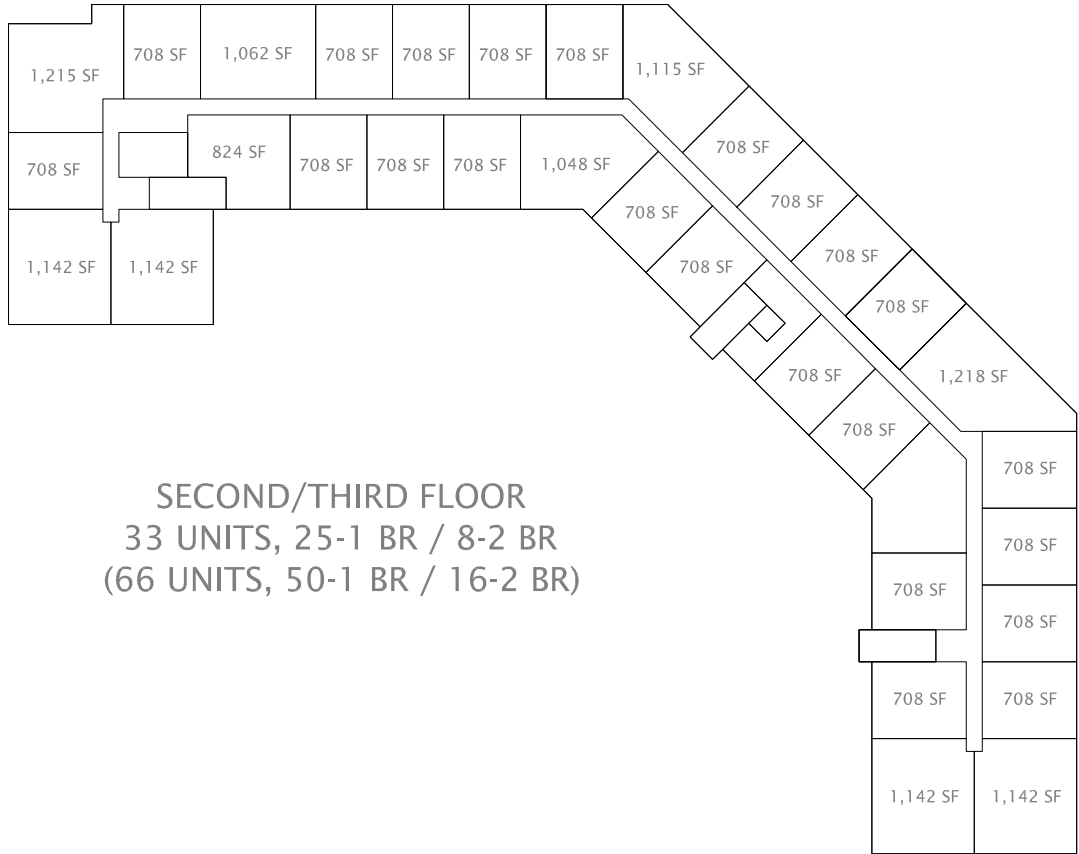 708 SF
1,062 SF
708 SF
708 SF
708 SF
708 SF
1,215 SF
1,115 SF
824 SF
708 SF
708 SF
708 SF
1,048 SF
708 SF
708 SF
708 SF
708 SF
708 SF
708 SF
708 SF
708 SF
1,142 SF
1,142 SF
708 SF
708 SF
1,218 SF
708 SF
708 SF
708 SF
708 SF
708 SF
708 SF
1,142 SF
1,142 SF
SECOND/THIRD FLOOR
33 UNITS, 25-1 BR / 8-2 BR
(66 UNITS, 50-1 BR / 16-2 BR)